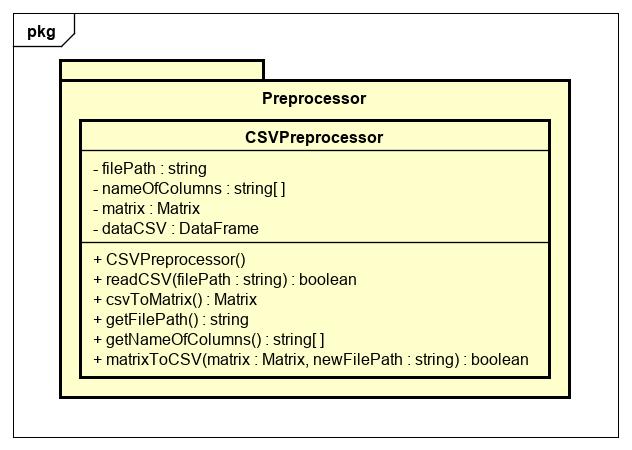 pkg
Preprocessor
CSVPreprocessor
- filePath : string
- nameOfColumns : string[ ]
- matrix : Matrix
- dataCSV : DataFrame
+ CSVPreprocessor()
+ readCSV(filePath : string) : boolean
+ csvToMatrix() : Matrix
+ getFilePath() : string
+ getNameOfColumns() : string[ ]
+ matrixToCSV(matrix : Matrix, newFilePath : string) : boolean